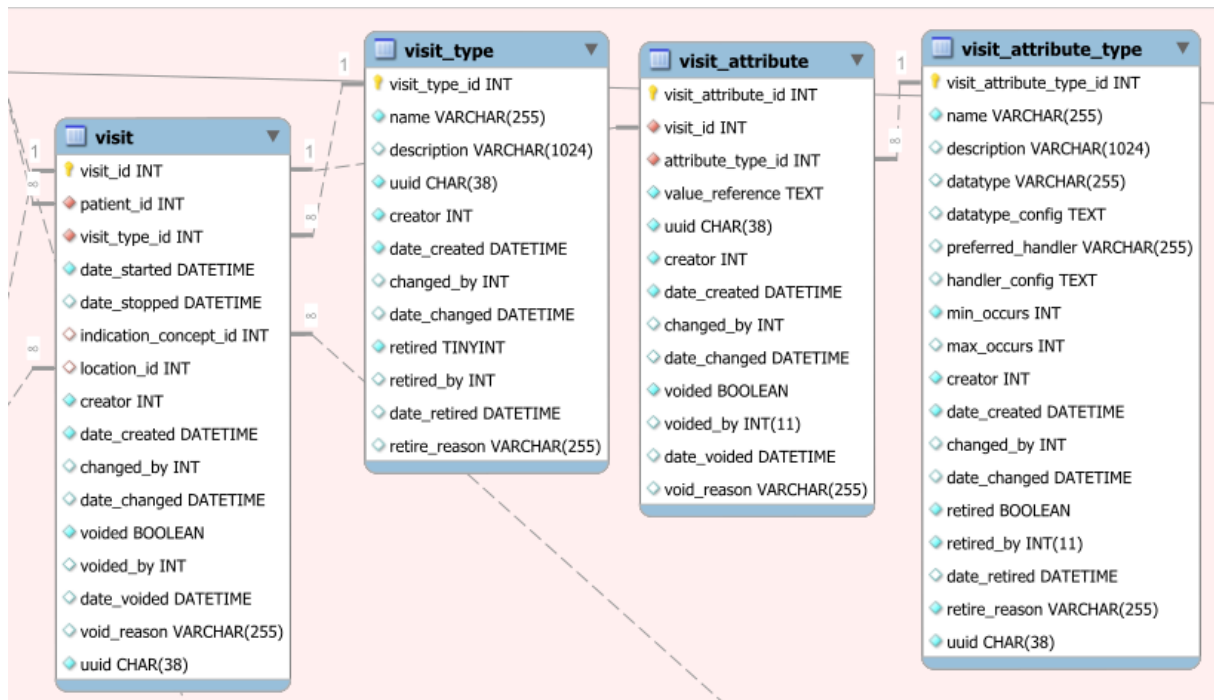 visit
visit_id INT
patient_id INT
visit_type_id INT
date_started DATETIME
date_stopped DATETIME
indication_concept_id INT
location_id INT
creator INT
date_created DATETIME
changed_by INT
date_changed DATETIME
voided BOOLEAN
voided_by INT
date_voided DATETIME
void_reason VARCHAR(255)
uuid CHAR(38)
1
∞
∞
1
∞
∞
1
visit_type
visit_type_id INT
name VARCHAR(255)
description VARCHAR(1024)
uuid CHAR(38)
creator INT
date_created DATETIME
changed_by INT
date_changed DATETIME
retired TINYINT
retired_by INT
date_retired DATETIME
retire_reason VARCHAR(255)
visit_attribute
visit_attribute_id INT
visit_id INT
attribute_type_id INT
value_reference TEXT
uuid CHAR(38)
creator INT
date_created DATETIME
changed_by INT
date_changed DATETIME
voided BOOLEAN
voided_by INT(11)
date_voided DATETIME
void_reason VARCHAR(255)
1
∞
visit_attribute_type
visit_attribute_type_id INT
name VARCHAR(255)
description VARCHAR(1024)
datatype VARCHAR(255)
datatype_config TEXT
preferred_handler VARCHAR(255)
handler_config TEXT
min_occurs INT
max_occurs INT
creator INT
date_created DATETIME
changed_by INT
date_changed DATETIME
retired BOOLEAN
retired_by INT(11)
date_retired DATETIME
retire_reason VARCHAR(255)
uuid CHAR(38)